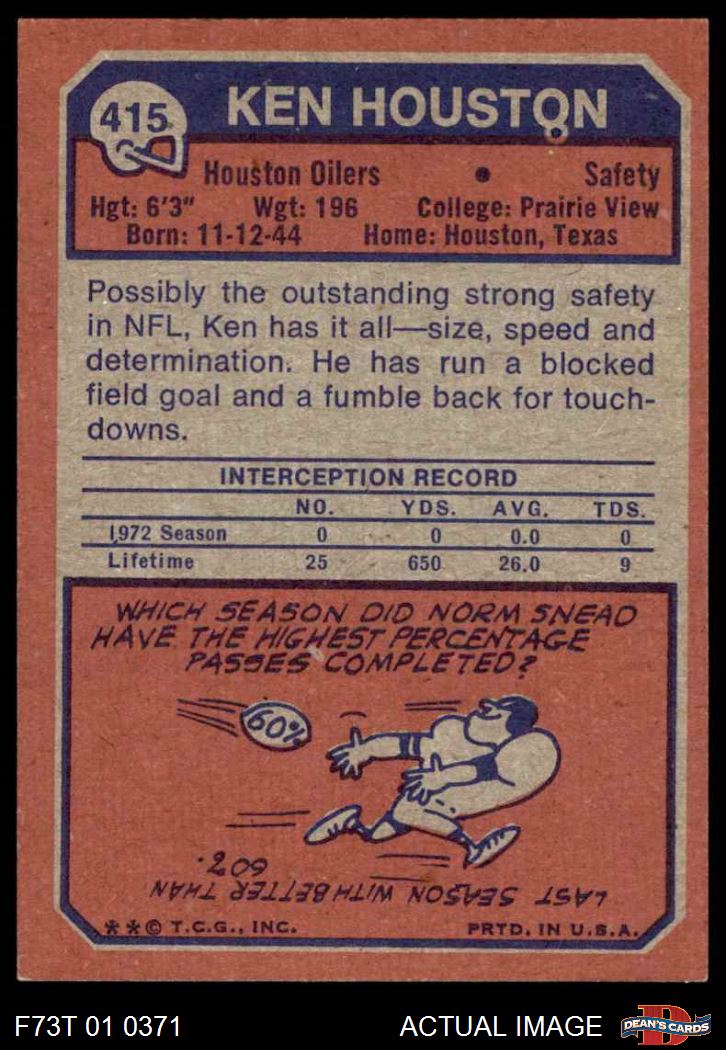 415
KEN HOUSTON
Houston Oilers • Safety
Hgt: 6'3" Wgt: 196 College: Prairie View
Born: 11-12-44 Home: Houston, Texas
Possibly the outstanding strong safety
in NFL, Ken has it all—size, speed and
determination. He has run a blocked
field goal and a fumble back for touch-
downs.
INTERCEPTION RECORD
NO. YDS. AVG. TDS.
1972 Season 0 0 0.0 0
Lifetime 25 650 26.0 9
WHICH SEASON DID NORM SNEAD
HAVE THE HIGHEST PERCENTAGE
PASSES COMPLETED?
60%
LAST SEASON WITH BETTER THAN
60%.
**© T.C.G., INC. PRTD. IN U.S.A.
F73T 01 0371 ACTUAL IMAGE
D
DEAN'S CARDS